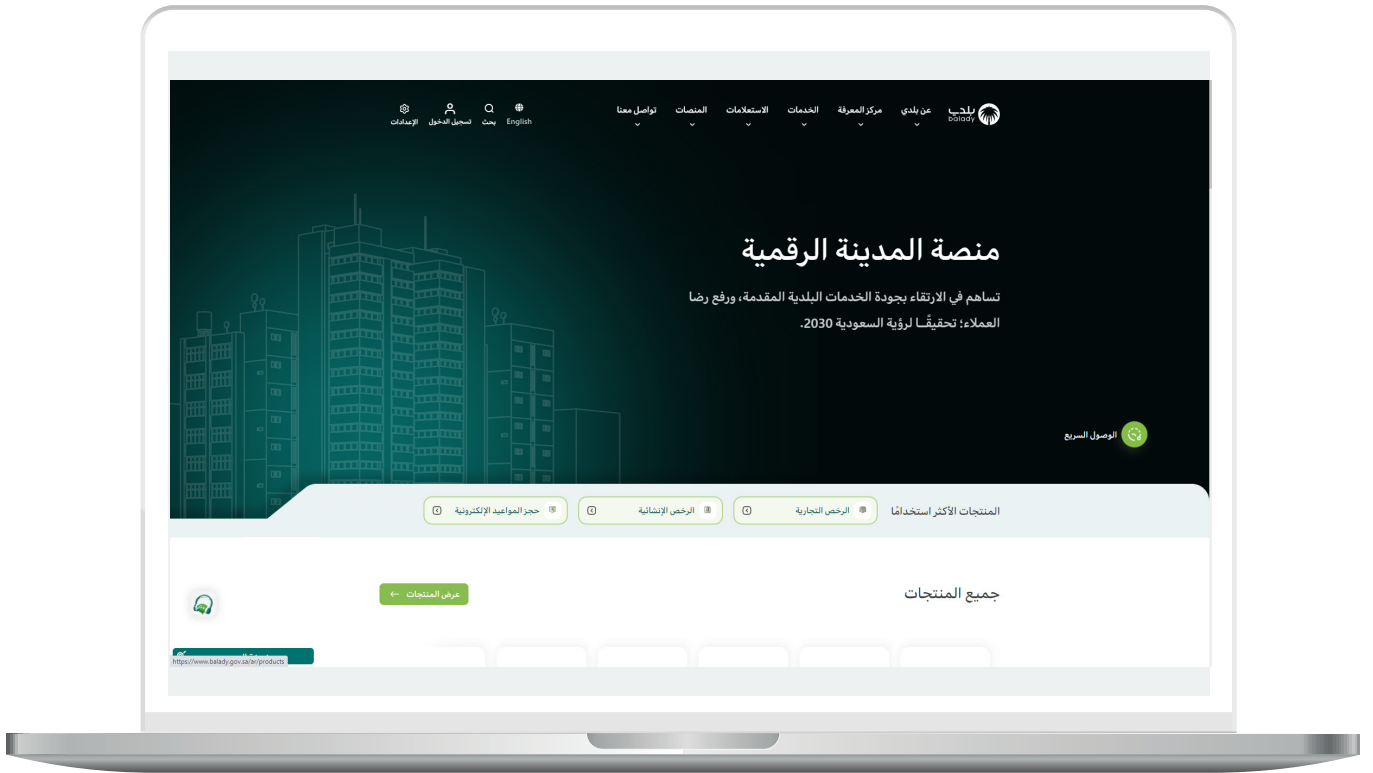 بلدي
balady
عن بلدي
مركز المعرفة
الخدمات
الاستعلامات
المنصات
تواصل معنا
English
بحث
تسجيل الدخول
الإعدادات
منصة المدينة الرقمية
تساهم في الارتقاء بجودة الخدمات البلدية المقدمة، ورفع رضا
العملاء؛ تحقيقًـا لرؤية السعودية 2030.
الوصول السريع
المنتجات الأكثر استخدامًا
الرخص التجارية
الرخص الإنشائية
حجز المواعيد الإلكترونية
جميع المنتجات
عرض المنتجات
https://www.balady.gov.sa/ar/products